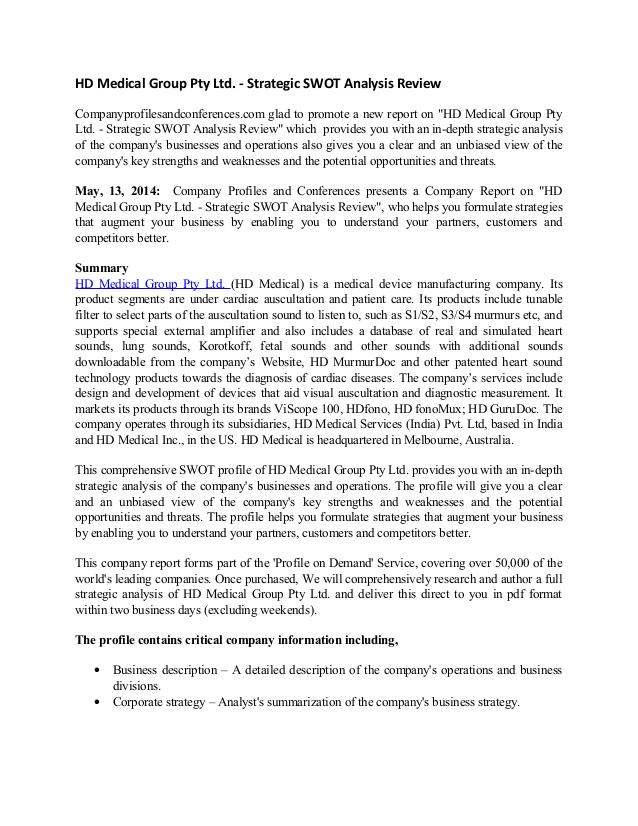 HD Medical Group Pty Ltd. - Strategic SWOT Analysis Review
Companyprofilesandconferences.com glad to promote a new report on "HD Medical Group Pty
Ltd. - Strategic SWOT Analysis Review" which provides you with an in-depth strategic analysis
of the company's businesses and operations also gives you a clear and an unbiased view of the
company's key strengths and weaknesses and the potential opportunities and threats.
May, 13, 2014: Company Profiles and Conferences presents a Company Report on "HD
Medical Group Pty Ltd. - Strategic SWOT Analysis Review", who helps you formulate strategies
that augment your business by enabling you to understand your partners, customers and
competitors better.
Summary
HD Medical Group Pty Ltd. (HD Medical) is a medical device manufacturing company. Its
product segments are under cardiac auscultation and patient care. Its products include tunable
filter to select parts of the auscultation sound to listen to, such as S1/S2, S3/S4 murmurs etc, and
supports special external amplifier and also includes a database of real and simulated heart
sounds, lung sounds, Korotkoff, fetal sounds and other sounds with additional sounds
downloadable from the company's Website, HD MurmurDoc and other patented heart sound
technology products towards the diagnosis of cardiac diseases. The company's services include
design and development of devices that aid visual auscultation and diagnostic measurement. It
markets its products through its brands ViScope 100, HDfono, HD fonoMux; HD GuruDoc. The
company operates through its subsidiaries, HD Medical Services (India) Pvt. Ltd, based in India
and HD Medical Inc., in the US. HD Medical is headquartered in Melbourne, Australia.
This comprehensive SWOT profile of HD Medical Group Pty Ltd. provides you with an in-depth
strategic analysis of the company's businesses and operations. The profile will give you a clear
and an unbiased view of the company's key strengths and weaknesses and the potential
opportunities and threats. The profile helps you formulate strategies that augment your business
by enabling you to understand your partners, customers and competitors better.
This company report forms part of the 'Profile on Demand' Service, covering over 50,000 of the
world's leading companies. Once purchased, We will comprehensively research and author a full
strategic analysis of HD Medical Group Pty Ltd. and deliver this direct to you in pdf format
within two business days (excluding weekends).
The profile contains critical company information including,
• Business description – A detailed description of the company's operations and business
divisions.
• Corporate strategy – Analyst's summarization of the company's business strategy.